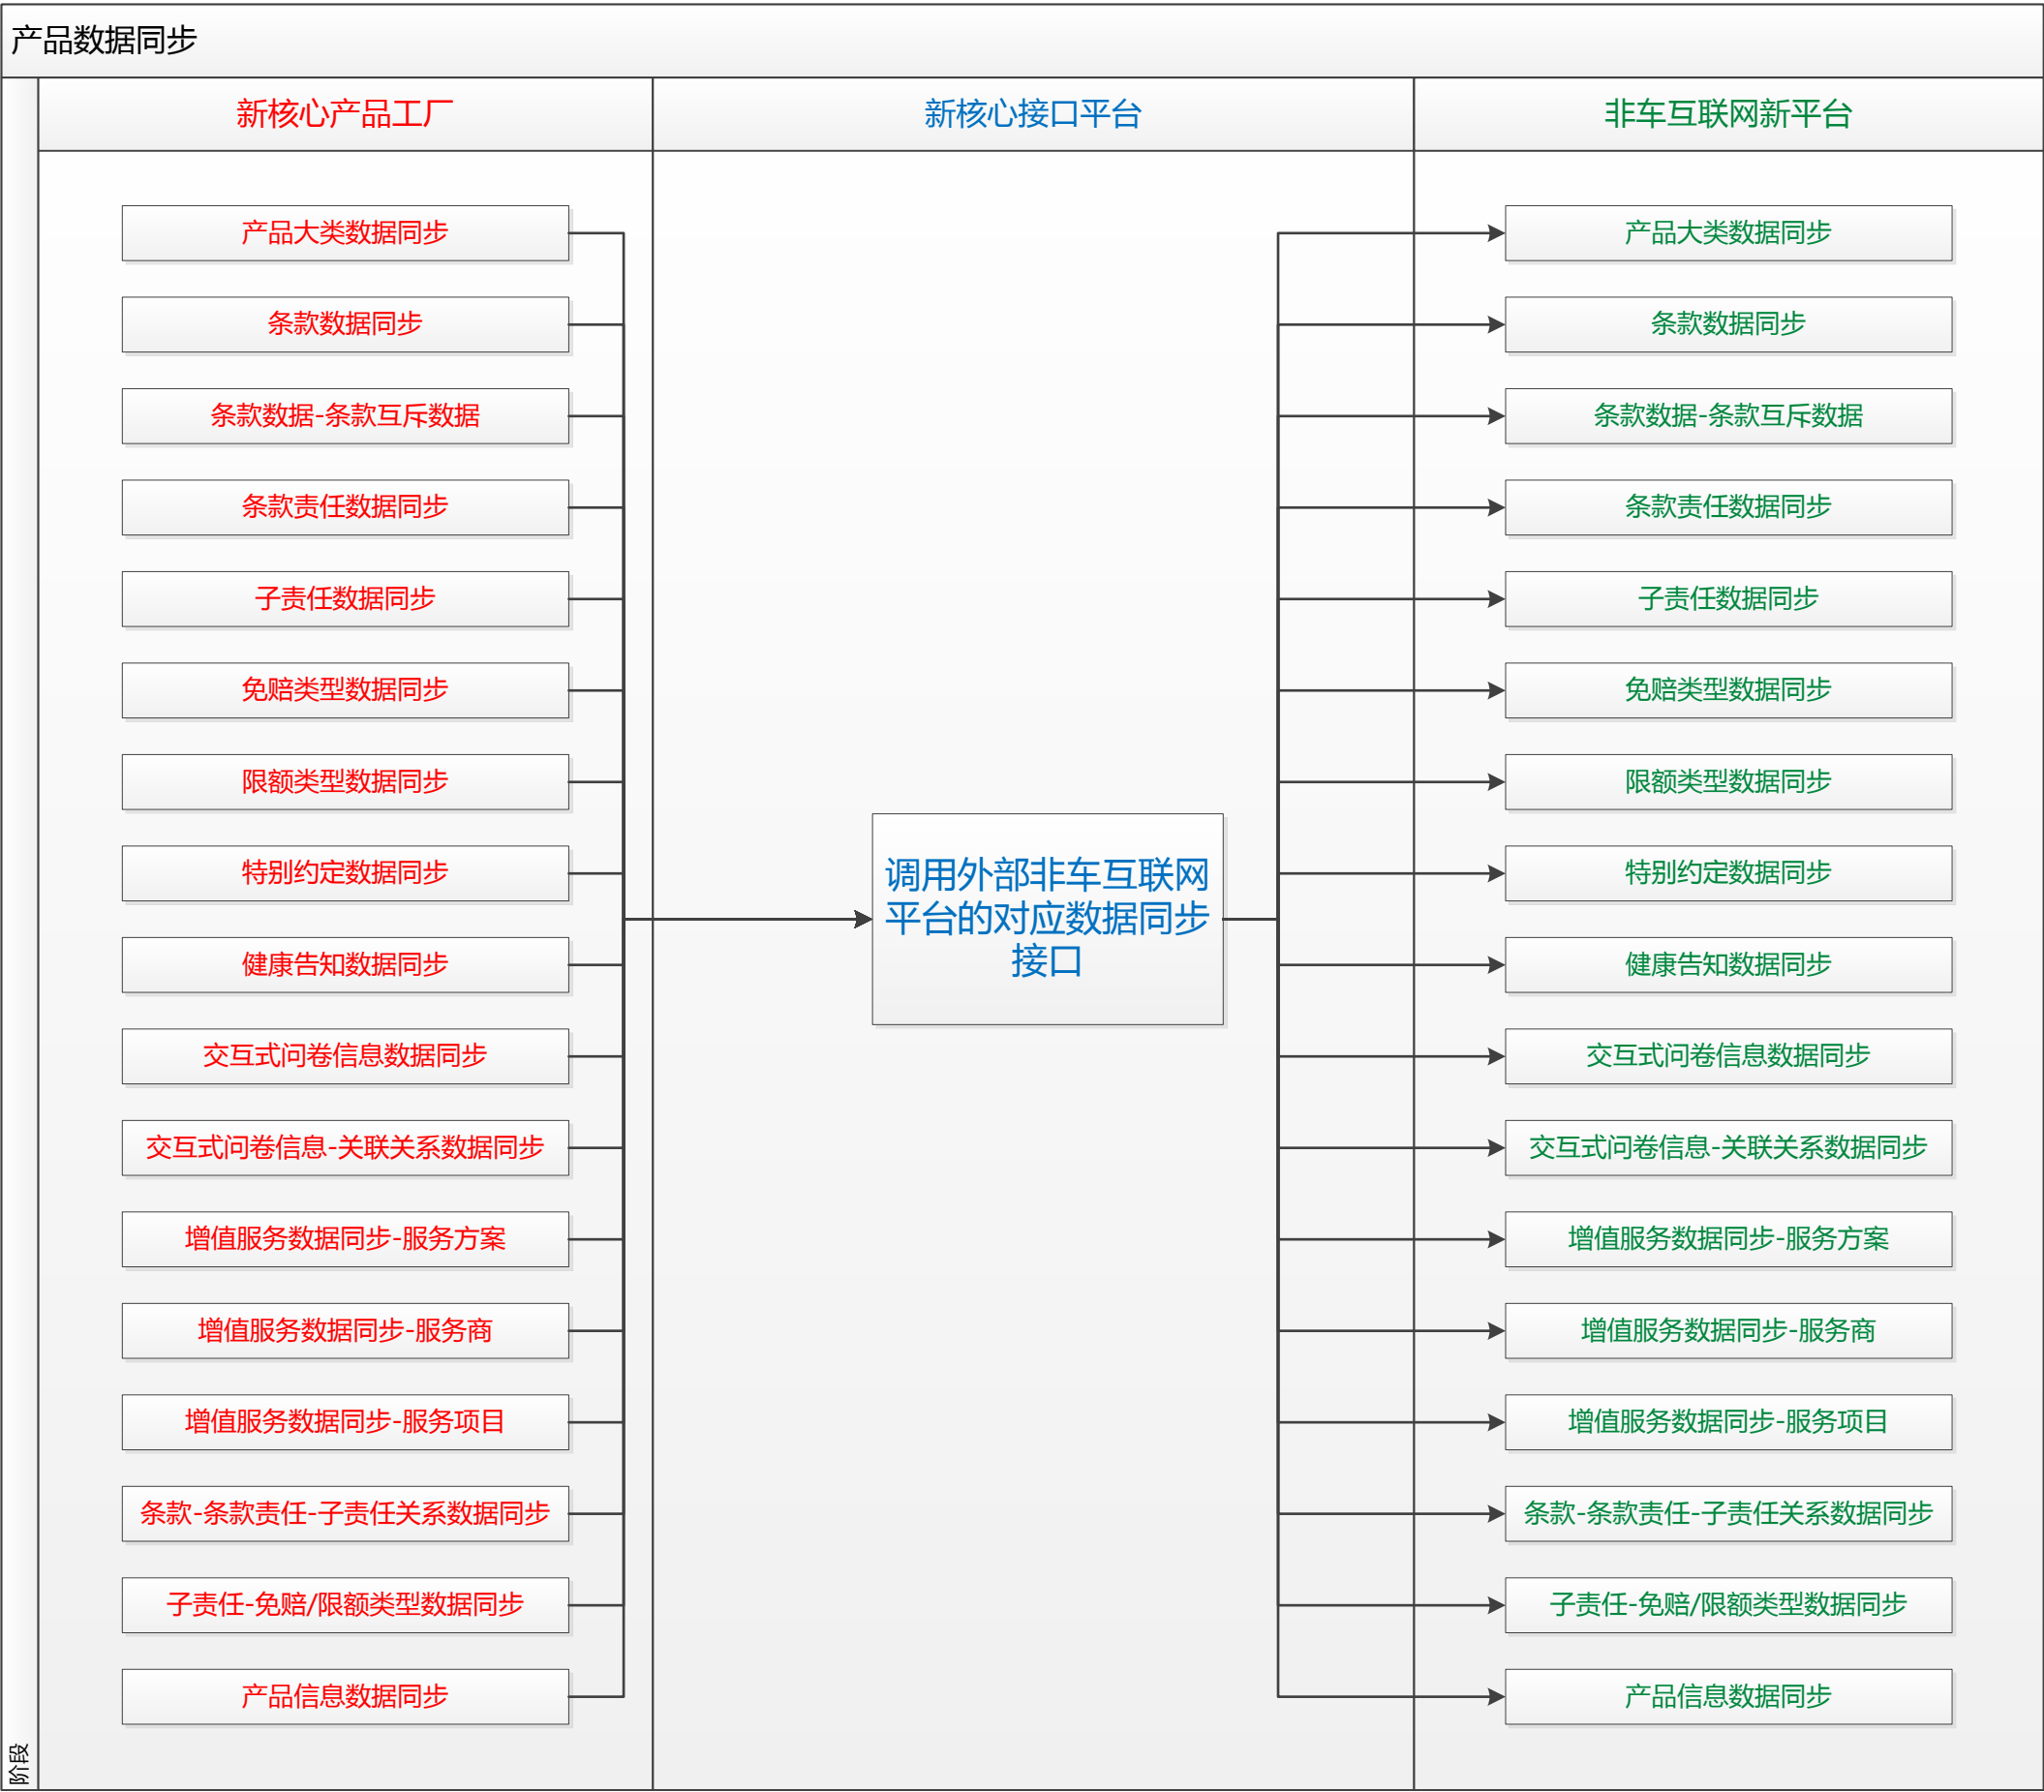 产品数据同步
新核心产品工厂
新核心接口平台
非车互联网新平台
产品大类数据同步
条款数据同步
条款数据-条款互斥数据
条款责任数据同步
子责任数据同步
免赔类型数据同步
限额类型数据同步
特别约定数据同步
健康告知数据同步
交互式问卷信息数据同步
交互式问卷信息-关联关系数据同步
增值服务数据同步-服务方案
增值服务数据同步-服务商
增值服务数据同步-服务项目
条款-条款责任-子责任关系数据同步
子责任-免赔/限额类型数据同步
产品信息数据同步
调用外部非车互联网
平台的对应数据同步
接口
产品大类数据同步
条款数据同步
条款数据-条款互斥数据
条款责任数据同步
子责任数据同步
免赔类型数据同步
限额类型数据同步
特别约定数据同步
健康告知数据同步
交互式问卷信息数据同步
交互式问卷信息-关联关系数据同步
增值服务数据同步-服务方案
增值服务数据同步-服务商
增值服务数据同步-服务项目
条款-条款责任-子责任关系数据同步
子责任-免赔/限额类型数据同步
产品信息数据同步
阶段